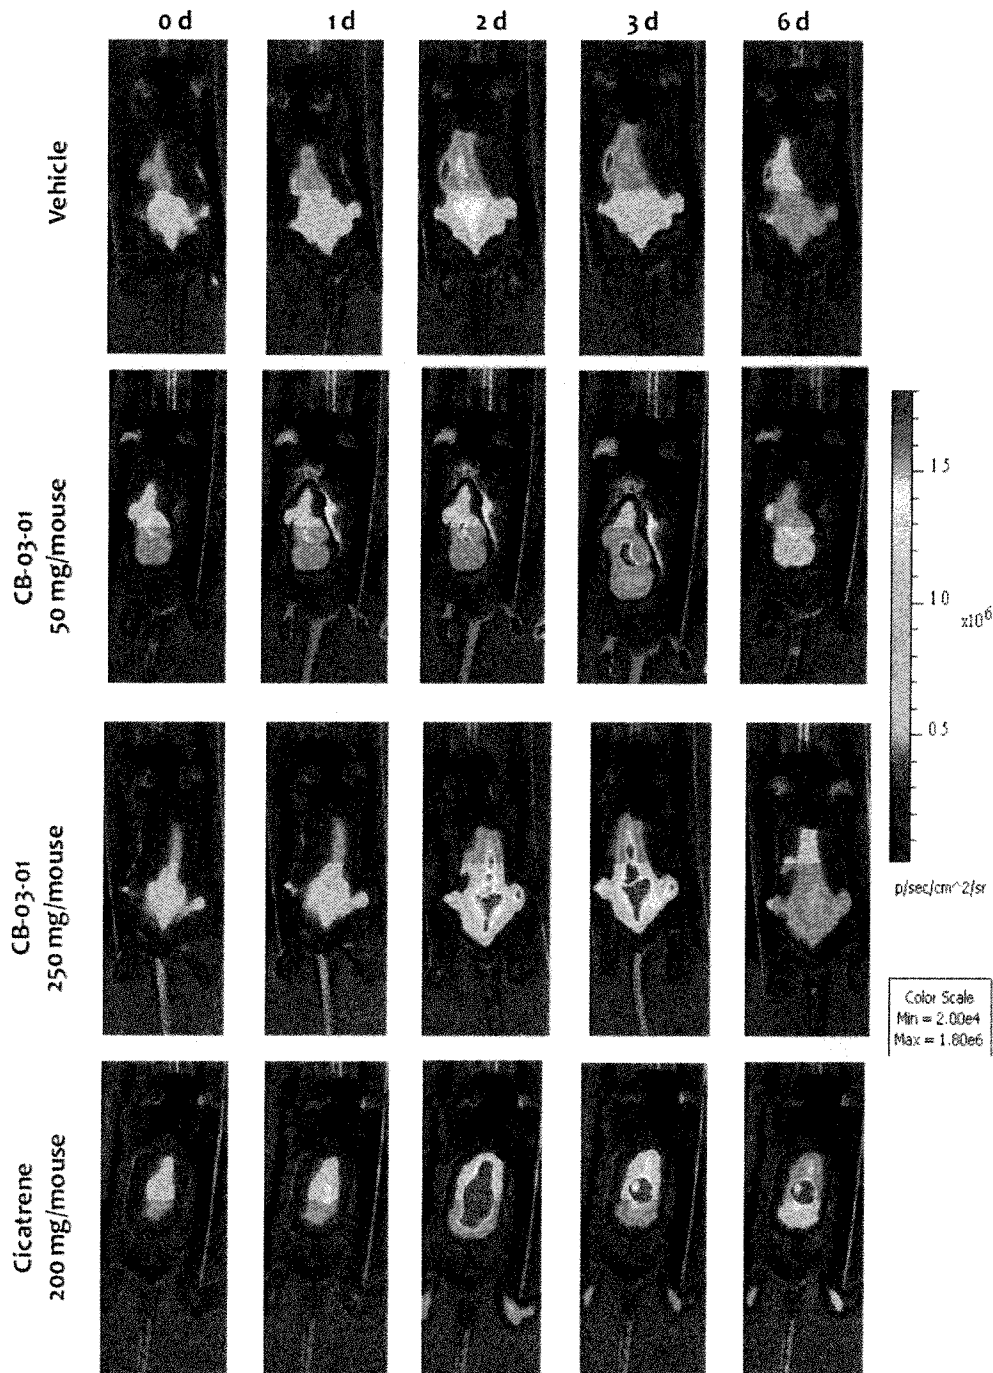 0 d 1 d 2 d 3 d 6 d
Vehicle
CB-03-01
50 mg/mouse
CB-03-01
250 mg/mouse
Cicatrene
200 mg/mouse
1.5
1.0
x10^6
0.5
p/sec/cm^2/sr
Color Scale
Min = 2.00e4
Max = 1.80e6